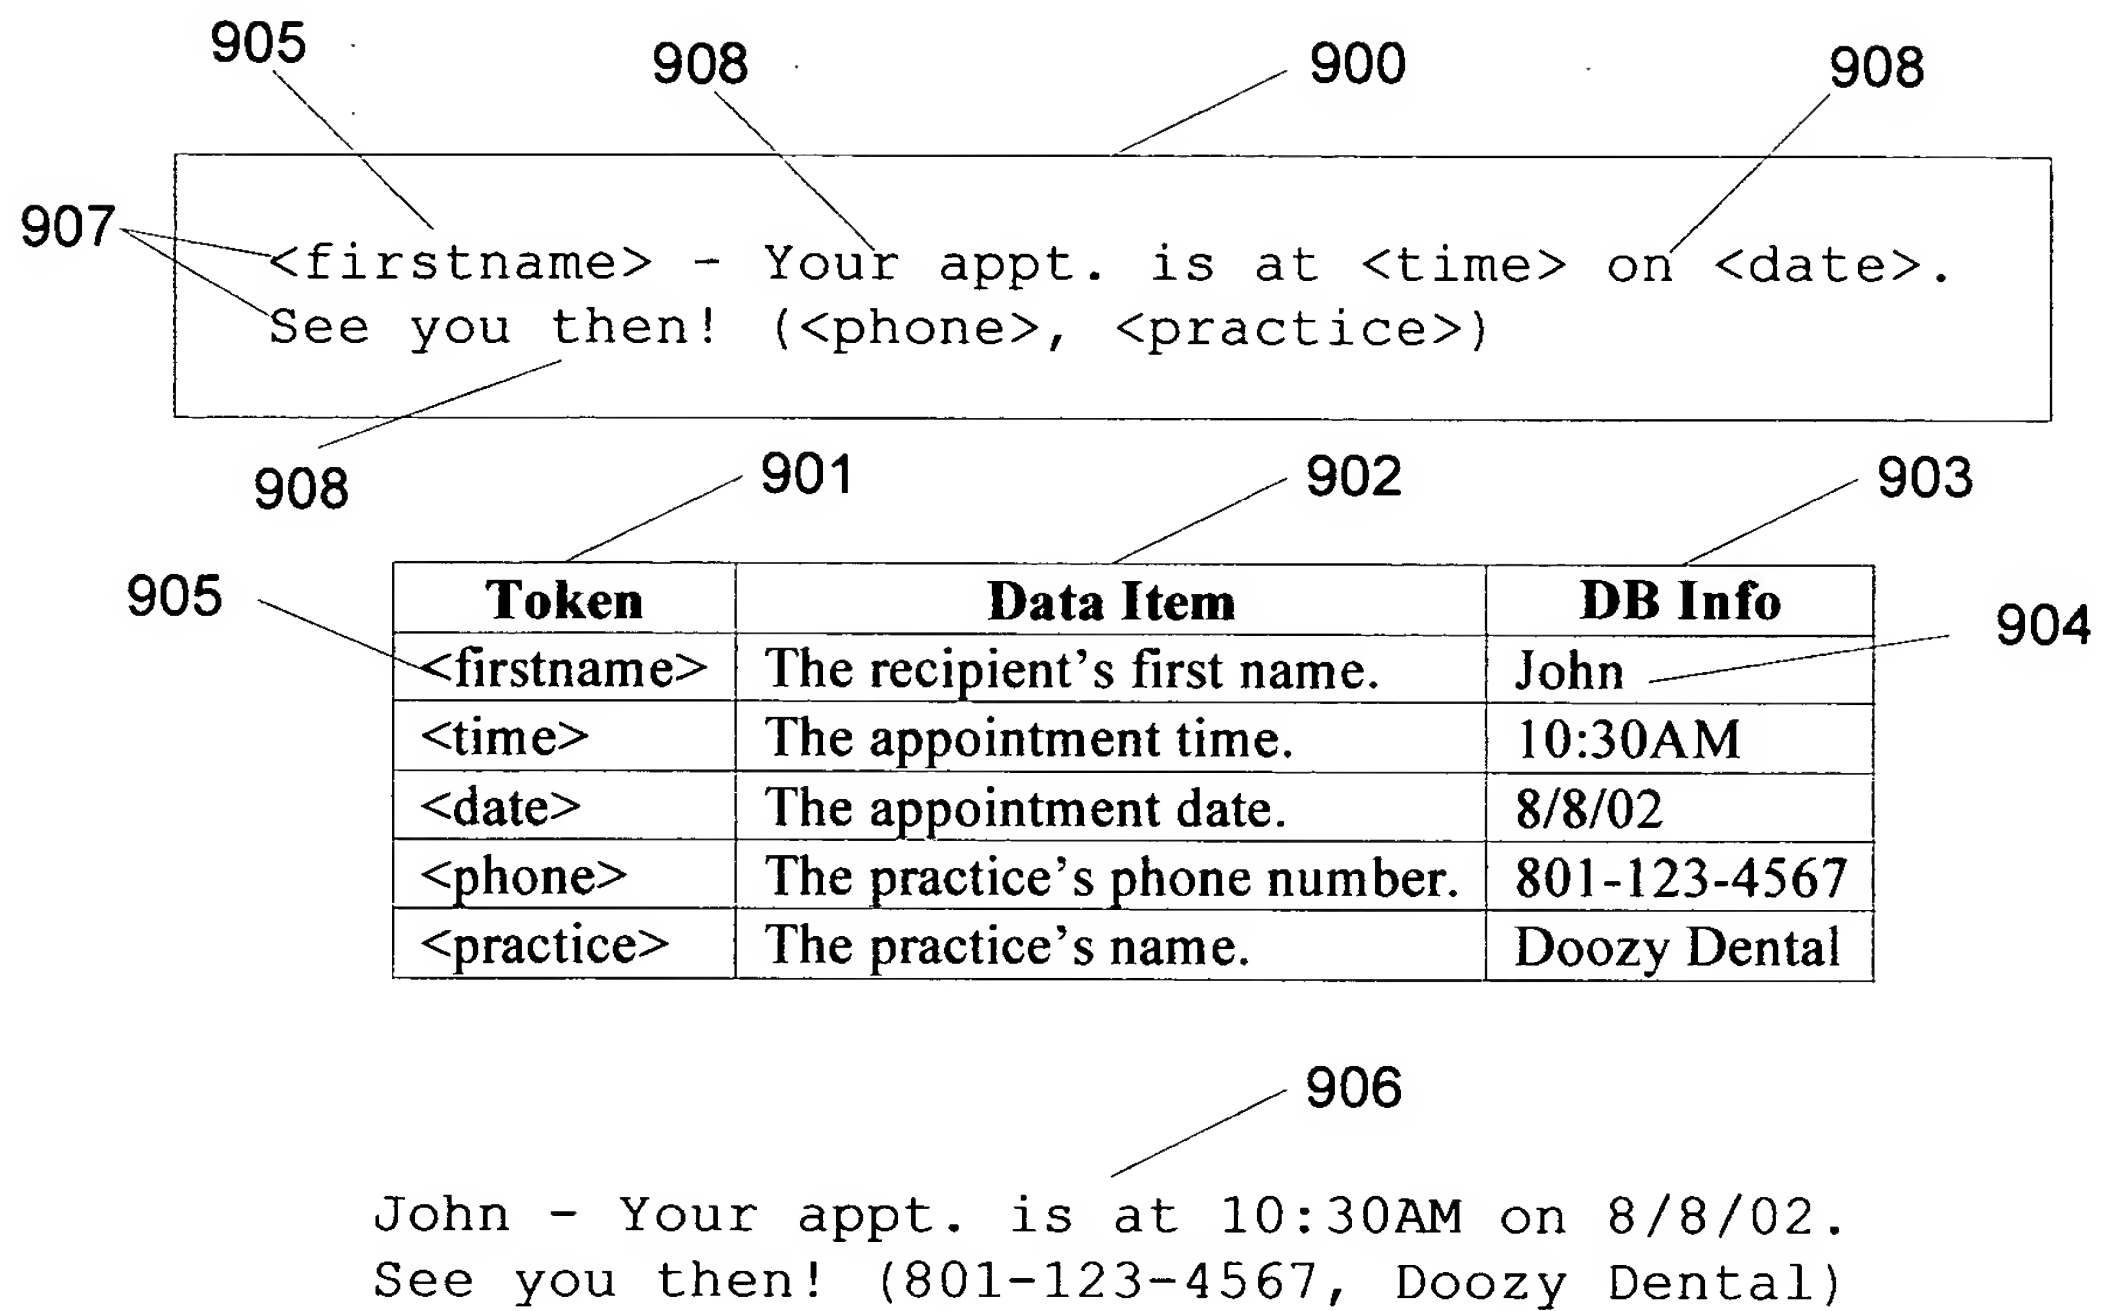 905
908
900
908
907
<firstname> - Your appt. is at <time> on <date>.
See you then! (<phone>, <practice>)
908
901
902
903
905
904
Token Data Item DB Info
<firstname> The recipient's first name. John
<time> The appointment time. 10:30AM
<date> The appointment date. 8/8/02
<phone> The practice's phone number. 801-123-4567
<practice> The practice's name. Doozy Dental
906
John - Your appt. is at 10:30AM on 8/8/02.
See you then! (801-123-4567, Doozy Dental)